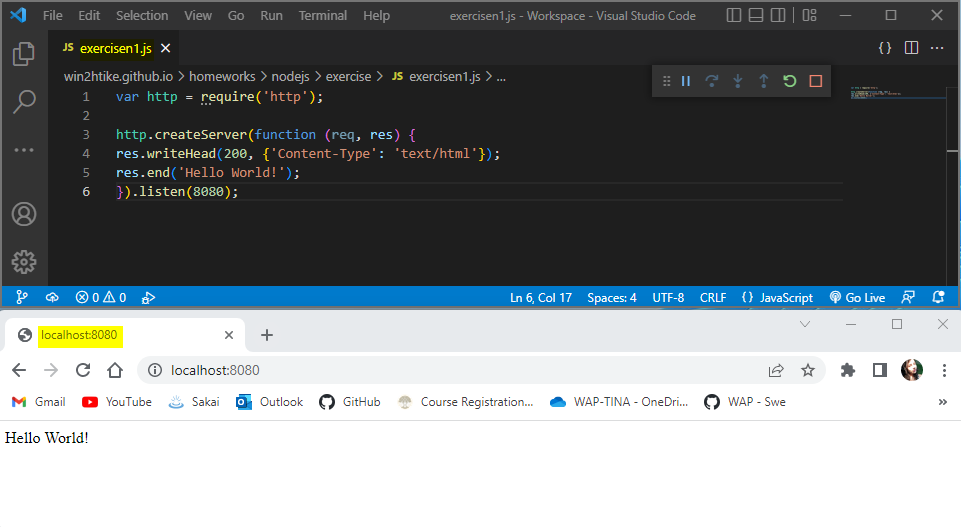 File Edit Selection View Go Run Terminal Help exercisen1.js - Workspace - Visual Studio Code
JS exercisen1.js
win2htike.github.io > homeworks > nodejs > exercise > JS exercisen1.js > ...
1 var http = require('http');
2
3 http.createServer(function (req, res) {
4 res.writeHead(200, {'Content-Type': 'text/html'});
5 res.end('Hello World!');
6 }).listen(8080);
0 0 Ln 6, Col 17 Spaces: 4 UTF-8 CRLF {} JavaScript Go Live
localhost:8080
localhost:8080
Gmail YouTube Sakai Outlook GitHub Course Registration... WAP-TINA - OneDri... WAP - Swe »
Hello World!